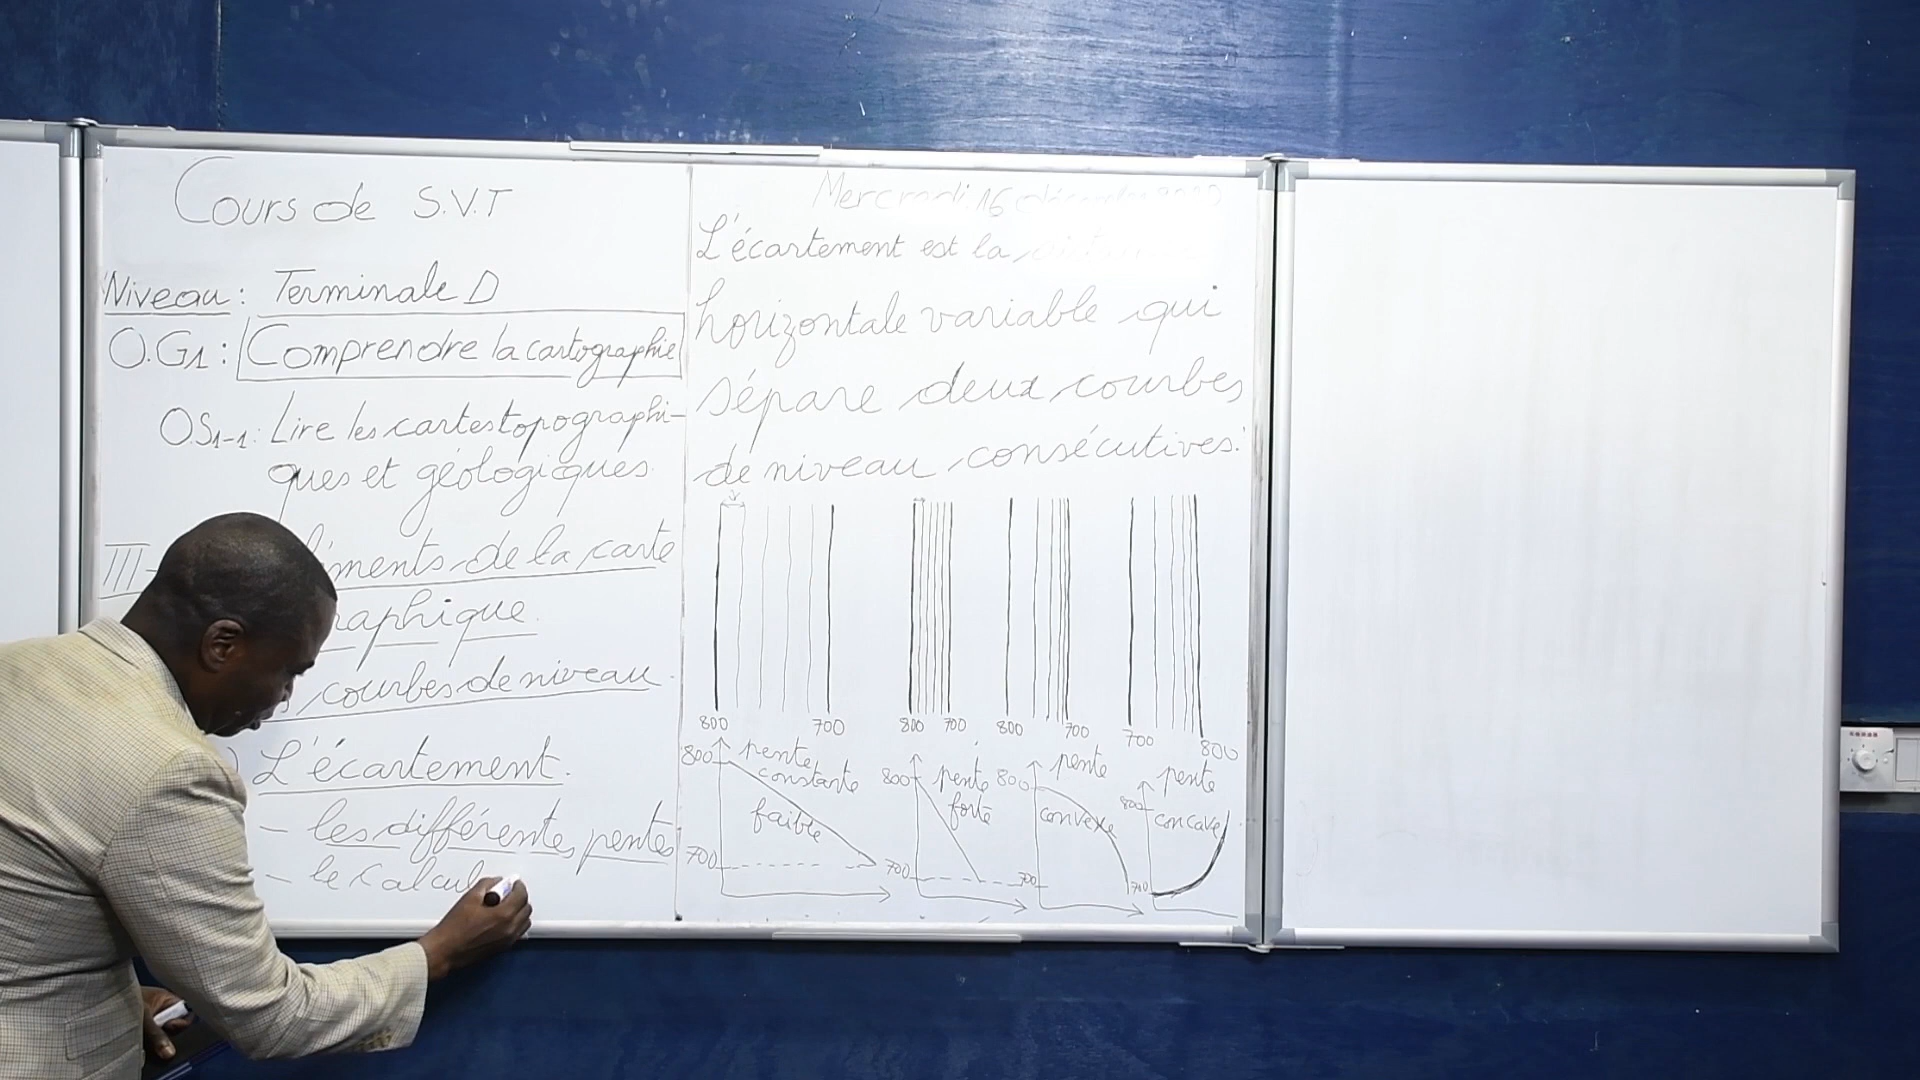 Cours de S.V.T
Niveau : Terminale D
O.G1 : Comprendre la cartographie
O.S1-1 : Lire les cartes topographi-
ques et géologiques.
III-
ments de la carte
raphique.
courbes de niveau.
) L'écartement.
- les différentes pentes
- le calcul
Mercredi 16
L'écartement est la
horizontale variable qui
sépare deux courbes
de niveau consécutives.
800 700 800 700 800 700 700 800
800 pente constante faible 700
800 pente forte 700
800 pente convexe 700
pente 800 concave 700